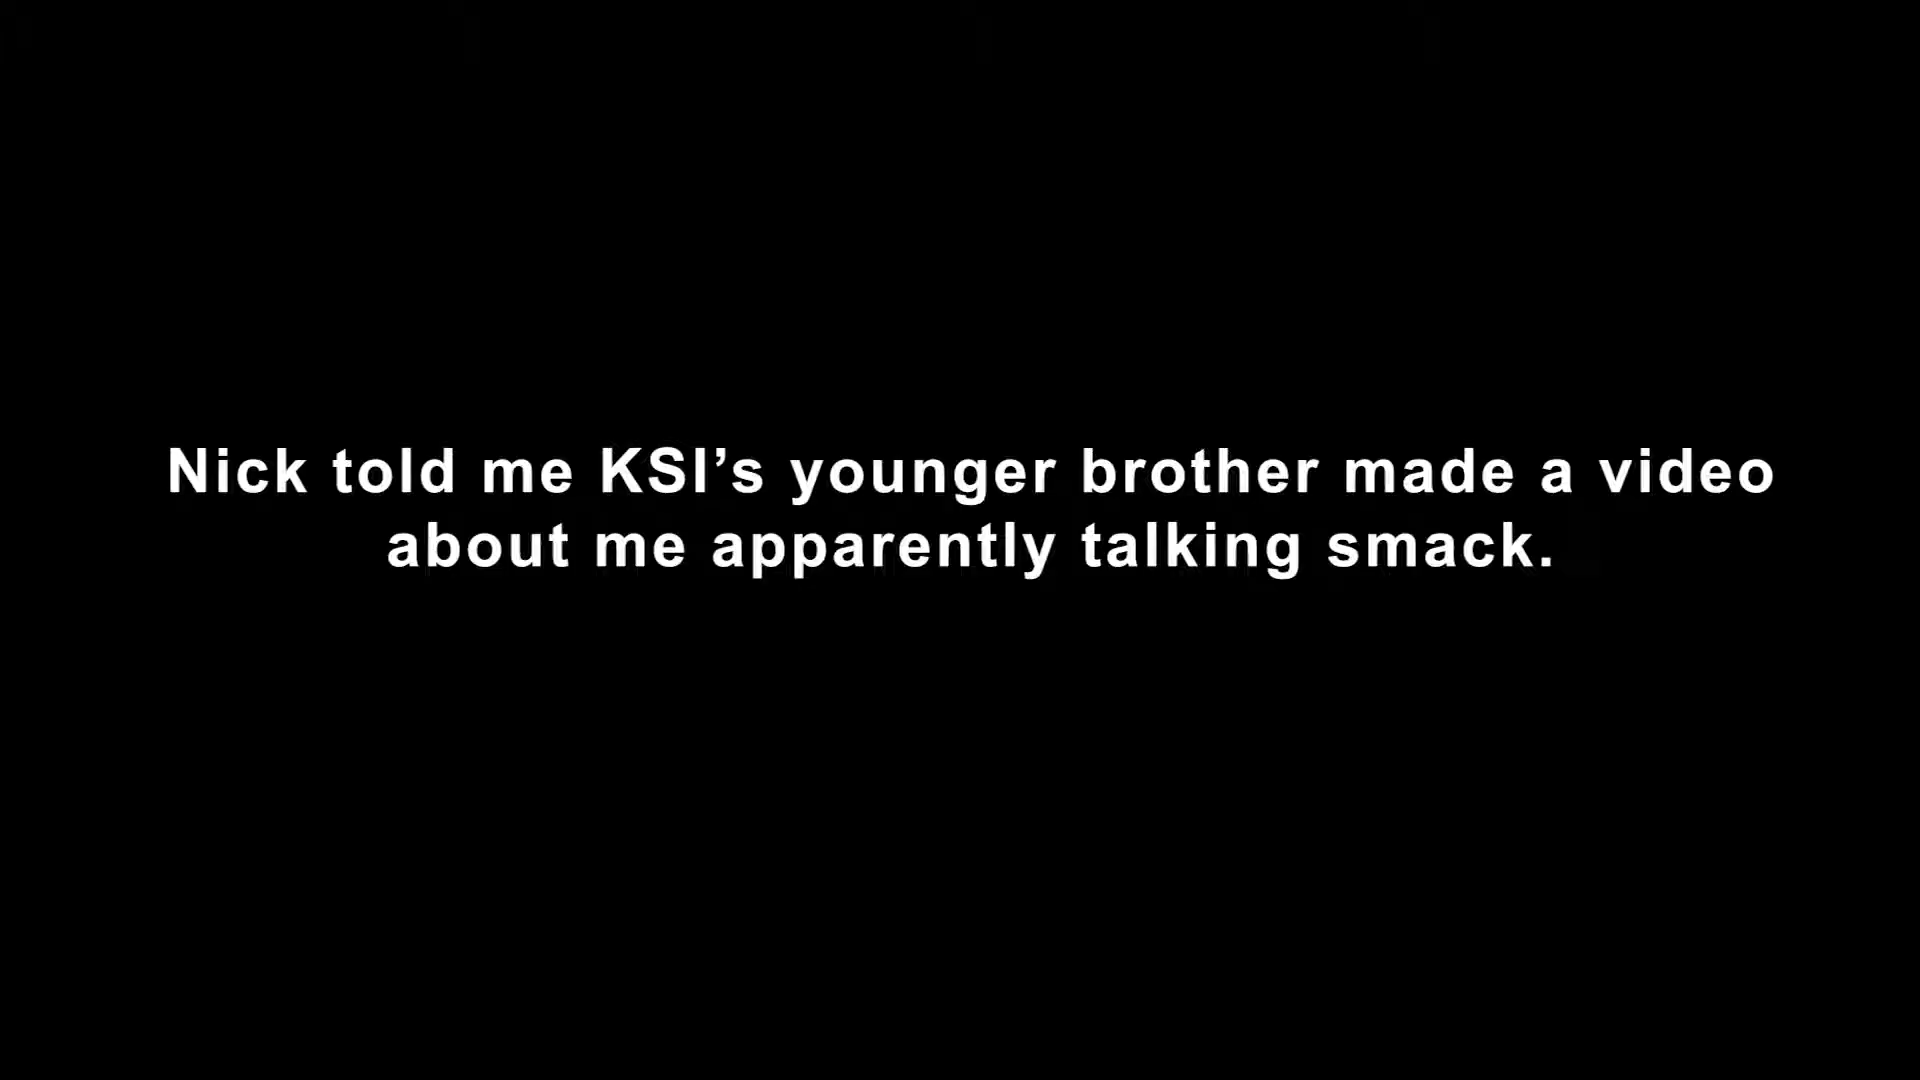 Nick told me KSI’s younger brother made a video
about me apparently talking smack.